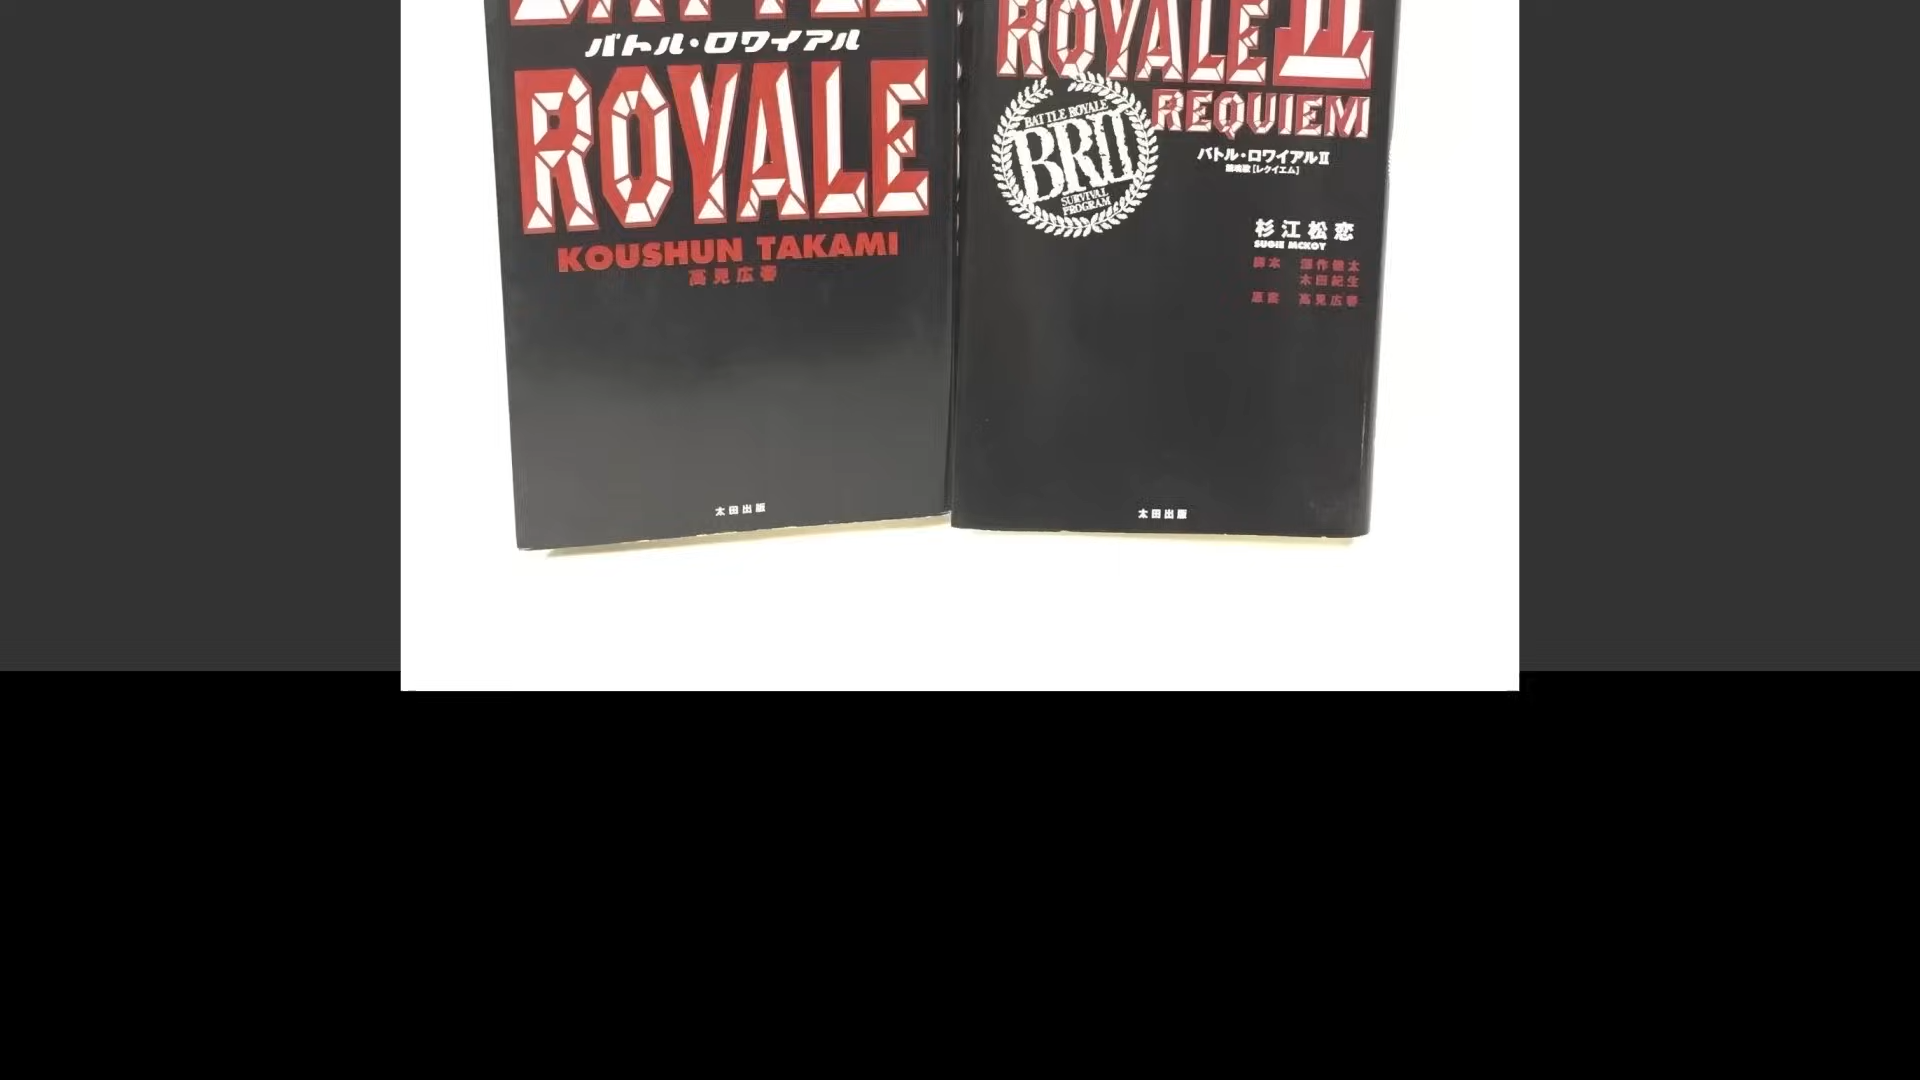 BATTLE
バトル・ロワイアル
ROYALE
KOUSHUN TAKAMI
高見広春
太田出版
ROYALE II
REQUIEM
BATTLE ROYALE
BRII
SURVIVAL
PROGRAM
バトル・ロワイアルII
鎮魂歌[レクイエム]
杉江松恋
SUGIE MCKOY
脚本 深作健太
木田紀生
原案 高見広春
太田出版